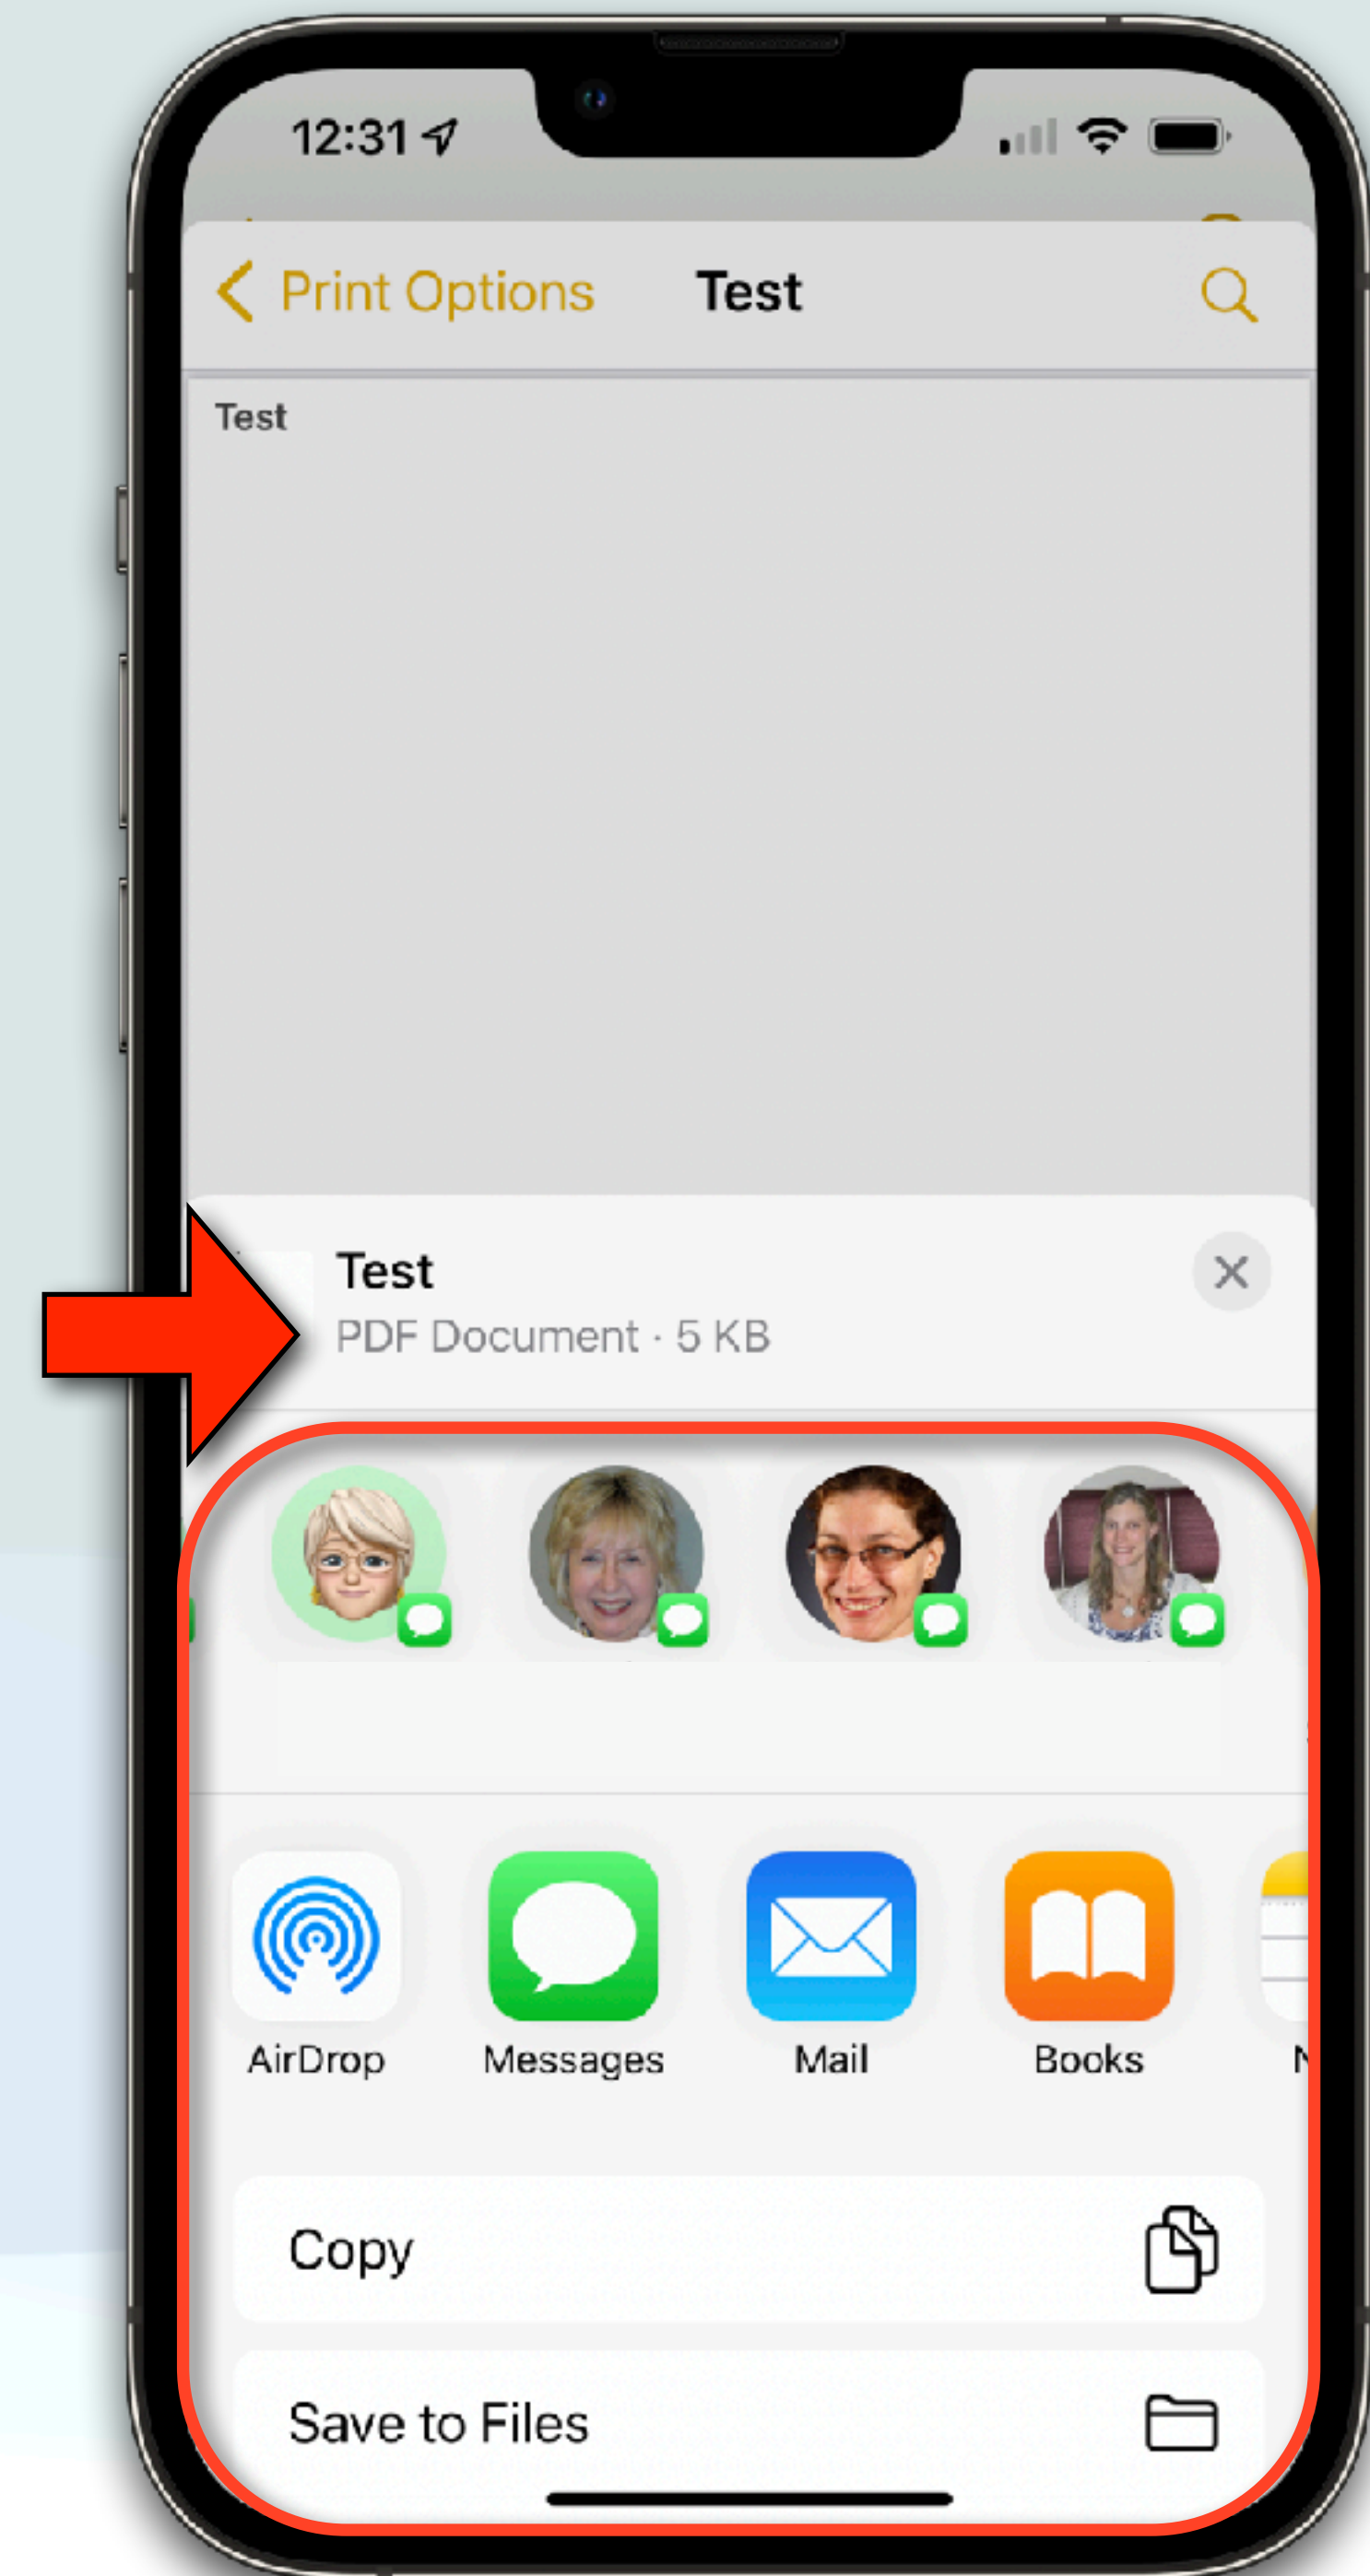 12:31
Print Options Test
Test
Test
PDF Document · 5 KB
AirDrop Messages Mail Books
Copy
Save to Files